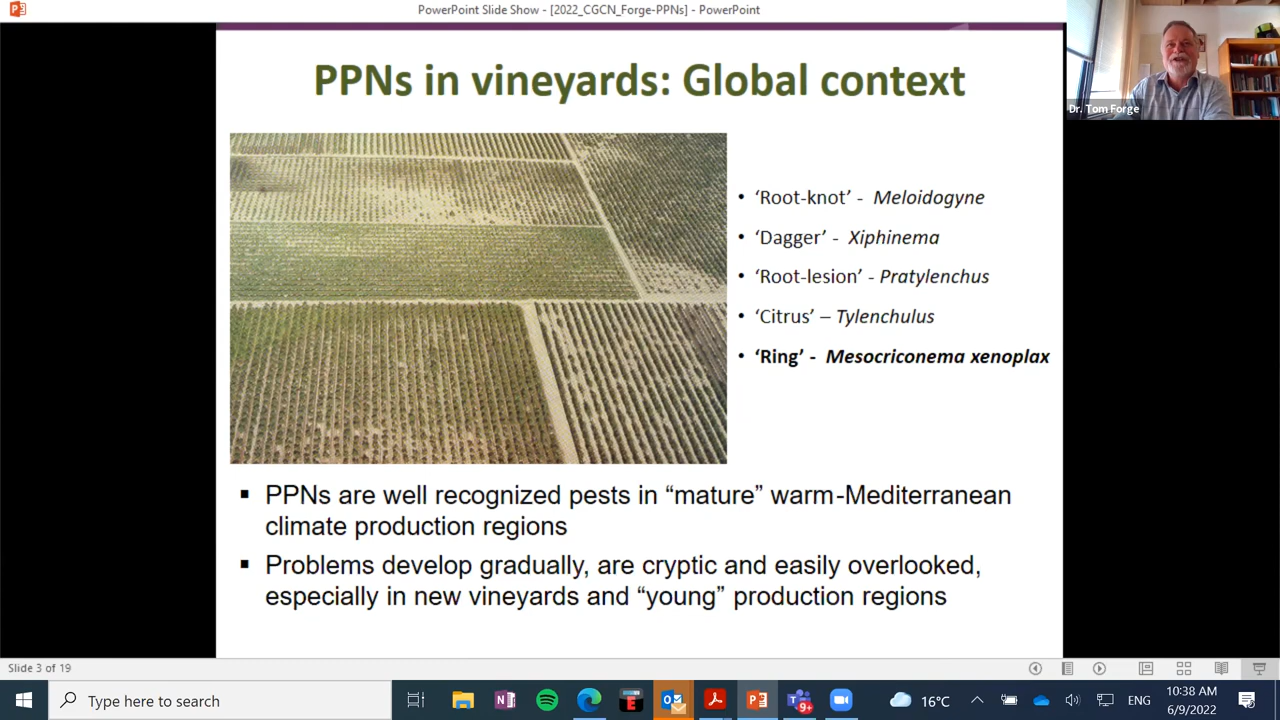 PowerPoint Slide Show - [2022_CGCN_Forge-PPNs] - PowerPoint
PPNs in vineyards: Global context
Dr. Tom Forge
• ‘Root-knot’ - Meloidogyne
• ‘Dagger’ - Xiphinema
• ‘Root-lesion’ - Pratylenchus
• ‘Citrus’ – Tylenchulus
• ‘Ring’ - Mesocriconema xenoplax
▪ PPNs are well recognized pests in “mature” warm-Mediterranean
climate production regions
▪ Problems develop gradually, are cryptic and easily overlooked,
especially in new vineyards and “young” production regions
Slide 3 of 19
Type here to search
9+
16°C
ENG
10:38 AM
6/9/2022